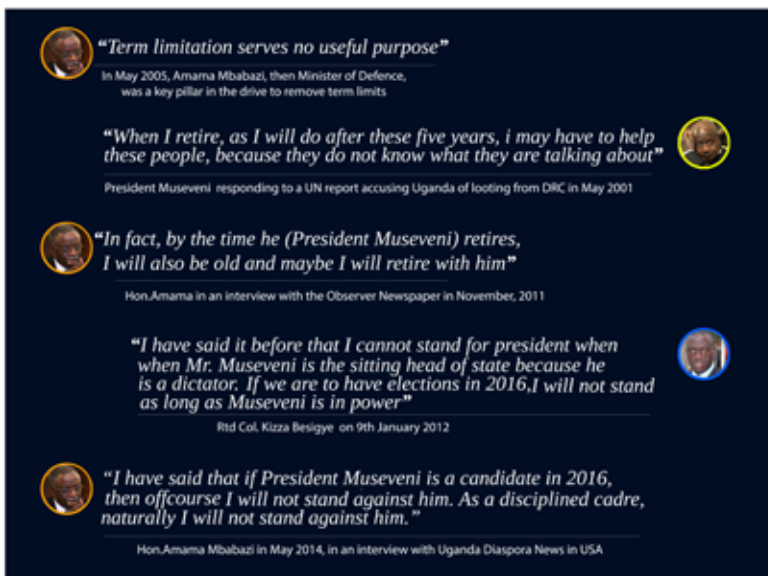 “Term limitation serves no useful purpose”
In May 2005, Amama Mbabazi, then Minister of Defence,
was a key pillar in the drive to remove term limits
“When I retire, as I will do after these five years, i may have to help
these people, because they do not know what they are talking about”
President Museveni responding to a UN report accusing Uganda of looting from DRC in May 2001
“In fact, by the time he (President Museveni) retires,
I will also be old and maybe I will retire with him”
Hon.Amama in an interview with the Observer Newspaper in November, 2011
“I have said it before that I cannot stand for president when
when Mr. Museveni is the sitting head of state because he
is a dictator. If we are to have elections in 2016,I will not stand
as long as Museveni is in power”
Rtd Col. Kizza Besigye on 9th January 2012
“I have said that if President Museveni is a candidate in 2016,
then offcourse I will not stand against him. As a disciplined cadre,
naturally I will not stand against him.”
Hon.Amama Mbabazi in May 2014, in an interview with Uganda Diaspora News in USA